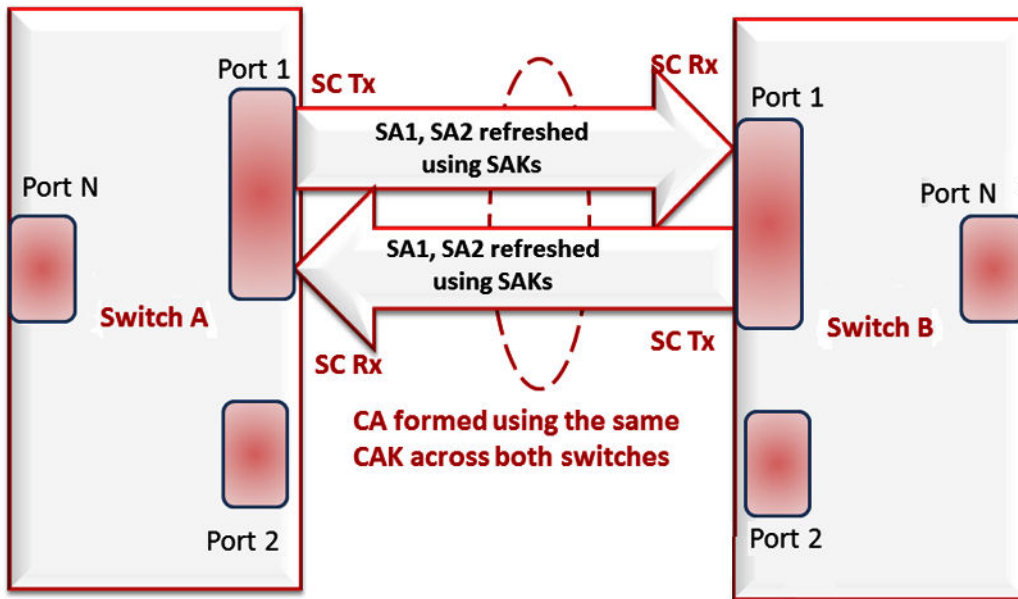 Port 1
SC Tx
SC Rx
Port 1
SA1, SA2 refreshed
using SAKs
Port N
Port N
SA1, SA2 refreshed
using SAKs
Switch A
Switch B
SC Rx
SC Tx
CA formed using the same
CAK across both switches
Port 2
Port 2